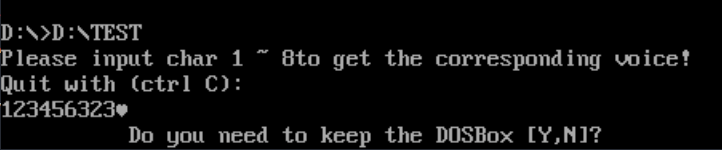 D:\>D:\TEST
Please input char 1 ~ 8to get the corresponding voice!
Quit with (ctrl C):
123456323♥
Do you need to keep the DOSBox [Y,N]?